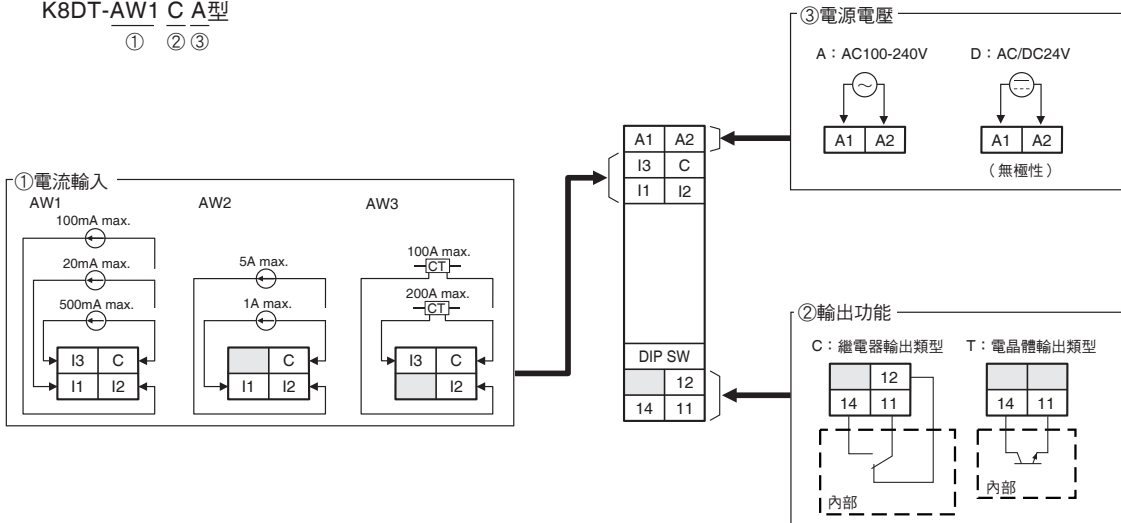 K8DT-AW1 C A型
① ② ③
①電流輸入
AW1
100mA max.
20mA max.
500mA max.
I3 C
I1 I2
AW2
5A max.
1A max.
C
I1 I2
AW3
100A max.
CT
200A max.
CT
I3 C
I2
A1 A2
I3 C
I1 I2
DIP SW
12
14 11
③電源電壓
A：AC100-240V
A1 A2
D：AC/DC24V
A1 A2
（無極性）
②輸出功能
C：繼電器輸出類型
12
14 11
內部
T：電晶體輸出類型
14 11
內部